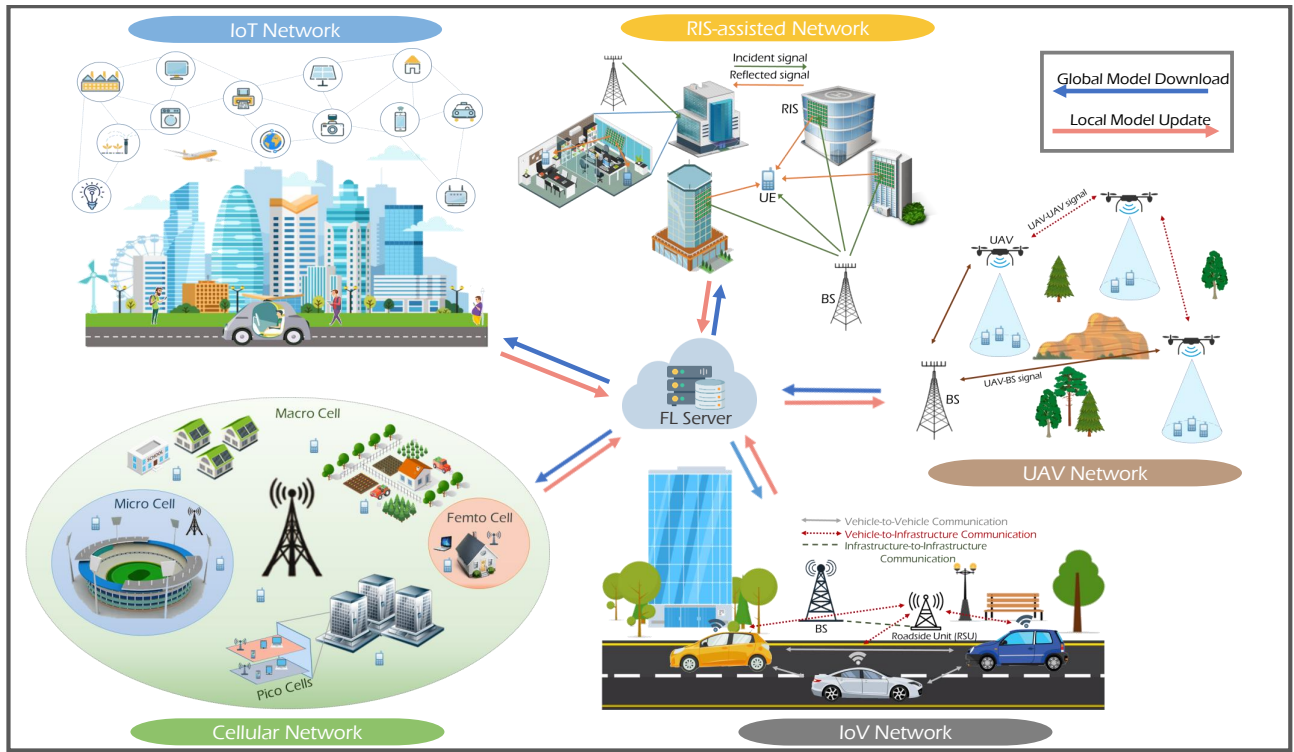 IoT Network
RIS-assisted Network
Incident signal
Reflected signal
RIS
UE
BS
Global Model Download
Local Model Update
UAV-UAV signal
UAV
UAV-BS signal
BS
UAV Network
FL Server
Macro Cell
SCHOOL
Micro Cell
Femto Cell
Pico Cells
Cellular Network
Vehicle-to-Vehicle Communication
Vehicle-to-Infrastructure Communication
Infrastructure-to-Infrastructure
Communication
BS
Roadside Unit (RSU)
IoV Network